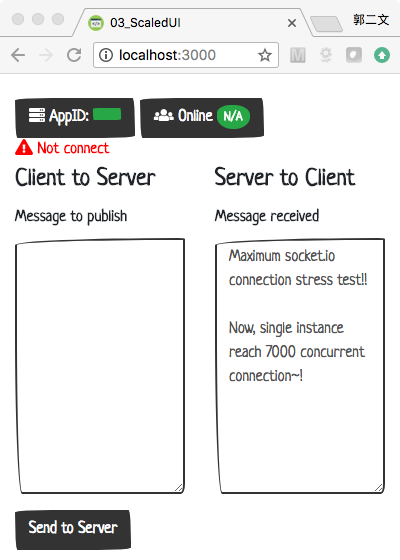 03_ScaledUI
郭二文
localhost:3000
AppID:
Online N/A
Not connect
Client to Server
Server to Client
Message to publish
Message received
Maximum socket.io
connection stress test!!
Now, single instance
reach 7000 concurrent
connection~!
Send to Server